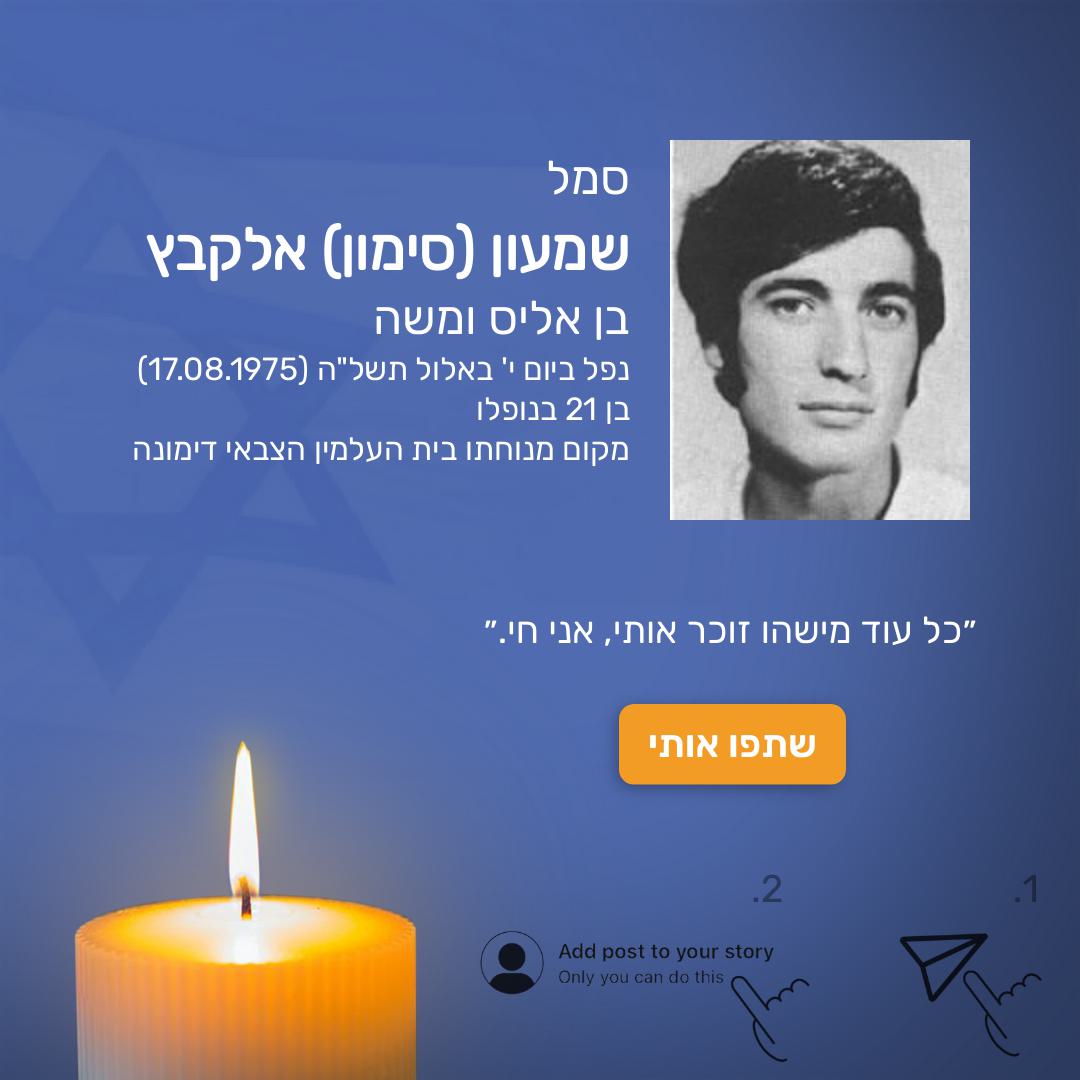 סמל
שמעון (סימון) אלקבץ
בן אליס ומשה
נפל ביום י' באלול תשל"ה (17.08.1975)
בן 21 בנופלו
מקום מנוחתו בית העלמין הצבאי דימונה
״כל עוד מישהו זוכר אותי, אני חי.״
שתפו אותי
1.
2.
Add post to your story
Only you can do this